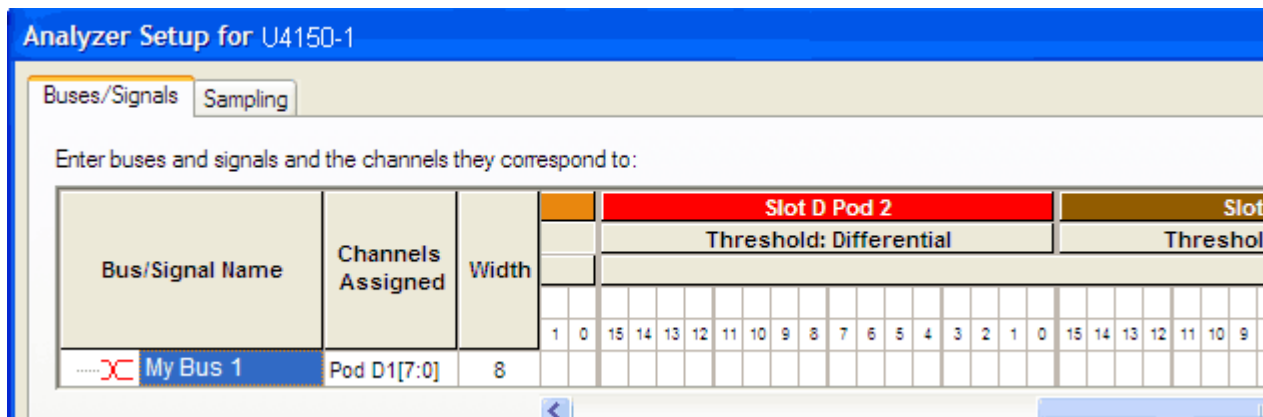 Analyzer Setup for U4150-1
Buses/Signals Sampling
Enter buses and signals and the channels they correspond to:
Bus/Signal Name Channels Assigned Width
Slot D Pod 2 Slot
Threshold: Differential Threshol
1 0 15 14 13 12 11 10 9 8 7 6 5 4 3 2 1 0 15 14 13 12 11 10 9
My Bus 1 Pod D1[7:0] 8